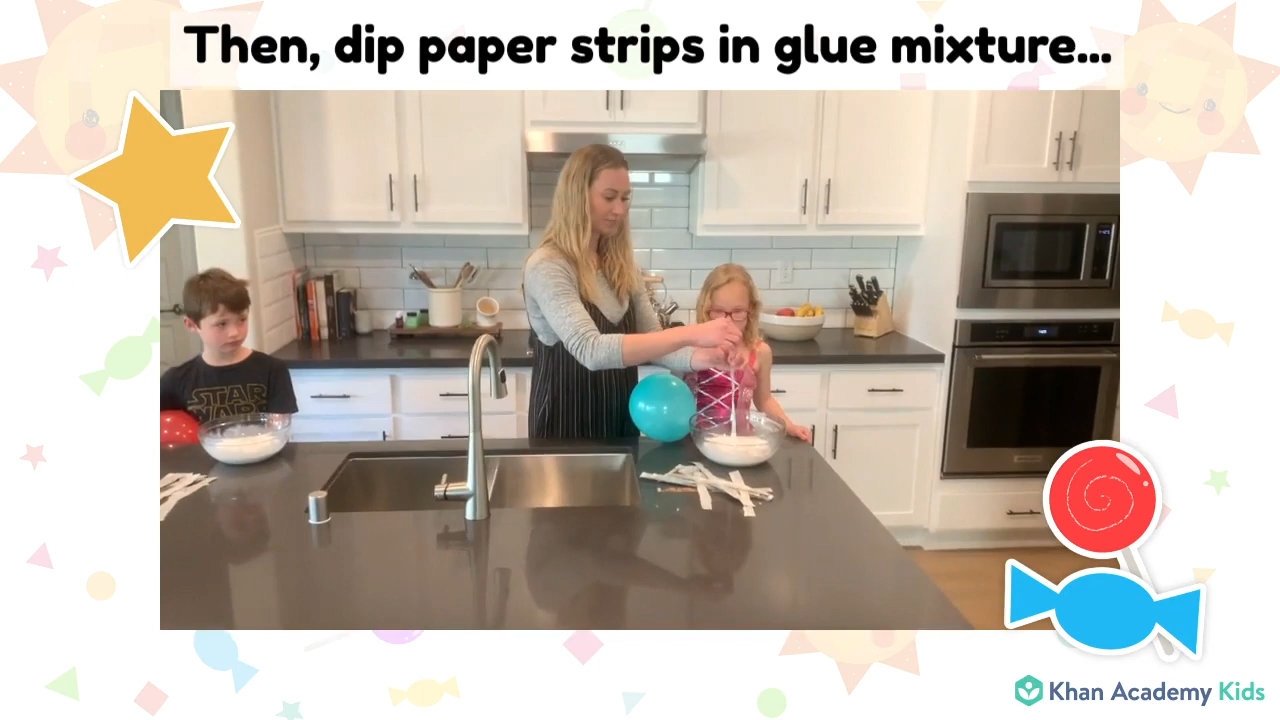 Then, dip paper strips in glue mixture...
STAR
WARS
Khan Academy Kids